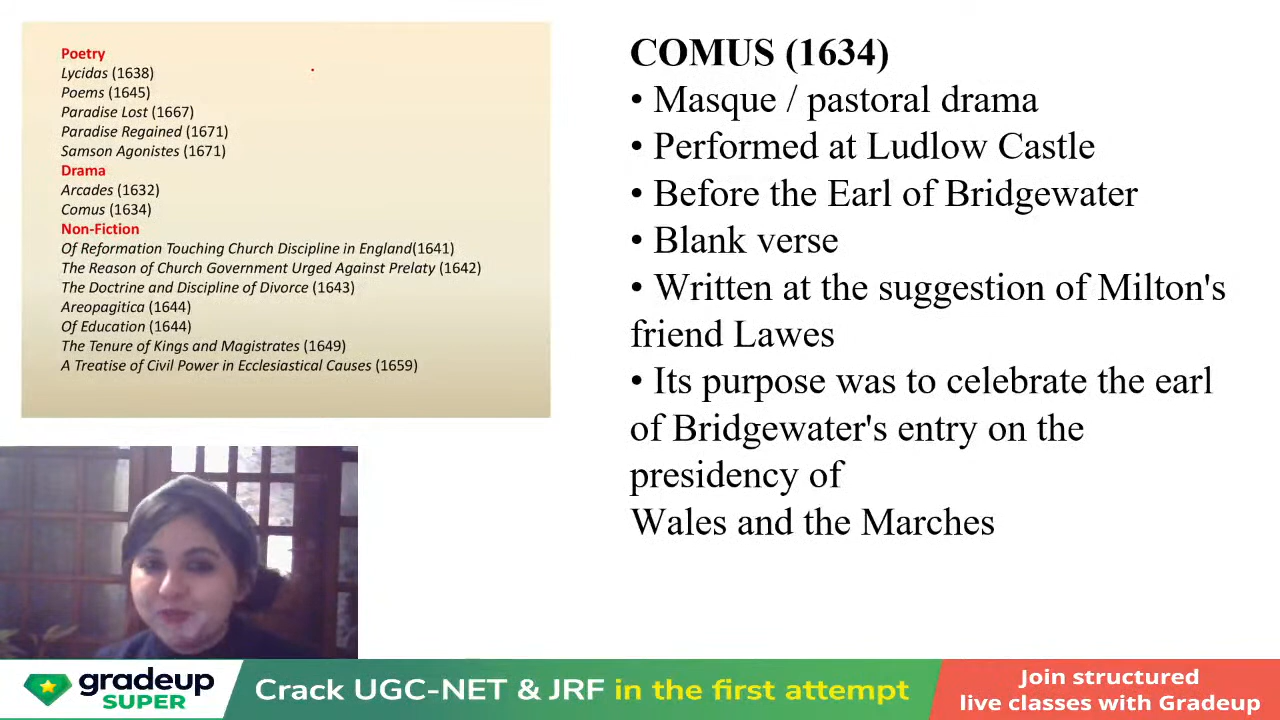 Poetry
Lycidas (1638)
Poems (1645)
Paradise Lost (1667)
Paradise Regained (1671)
Samson Agonistes (1671)
Drama
Arcades (1632)
Comus (1634)
Non-Fiction
Of Reformation Touching Church Discipline in England(1641)
The Reason of Church Government Urged Against Prelaty (1642)
The Doctrine and Discipline of Divorce (1643)
Areopagitica (1644)
Of Education (1644)
The Tenure of Kings and Magistrates (1649)
A Treatise of Civil Power in Ecclesiastical Causes (1659)
COMUS (1634)
• Masque / pastoral drama
• Performed at Ludlow Castle
• Before the Earl of Bridgewater
• Blank verse
• Written at the suggestion of Milton's
friend Lawes
• Its purpose was to celebrate the earl
of Bridgewater's entry on the
presidency of
Wales and the Marches
gradeup
SUPER
Crack UGC-NET & JRF in the first attempt
Join structured
live classes with Gradeup